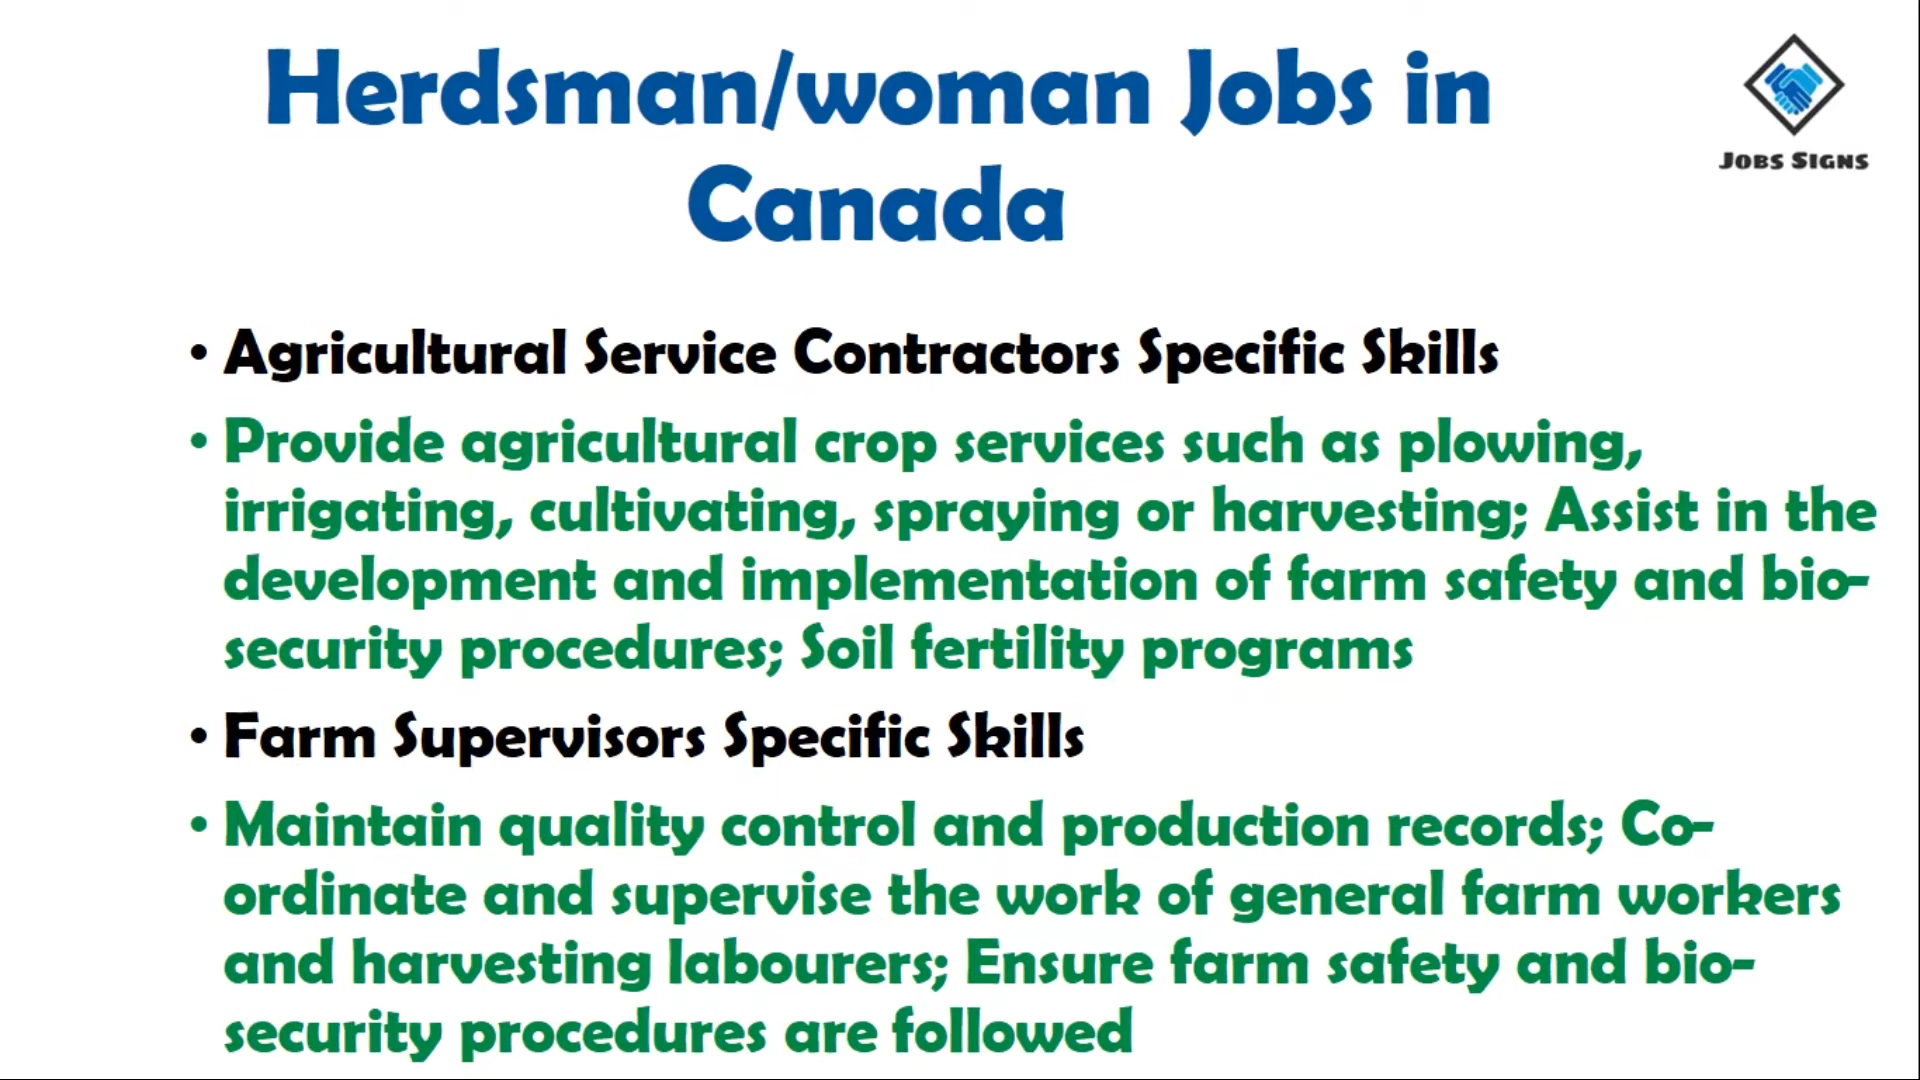 Herdsman/woman Jobs in
Canada
JOBS SIGNS
• Agricultural Service Contractors Specific Skills
• Provide agricultural crop services such as plowing,
irrigating, cultivating, spraying or harvesting; Assist in the
development and implementation of farm safety and bio-
security procedures; Soil fertility programs
• Farm Supervisors Specific Skills
• Maintain quality control and production records; Co-
ordinate and supervise the work of general farm workers
and harvesting labourers; Ensure farm safety and bio-
security procedures are followed